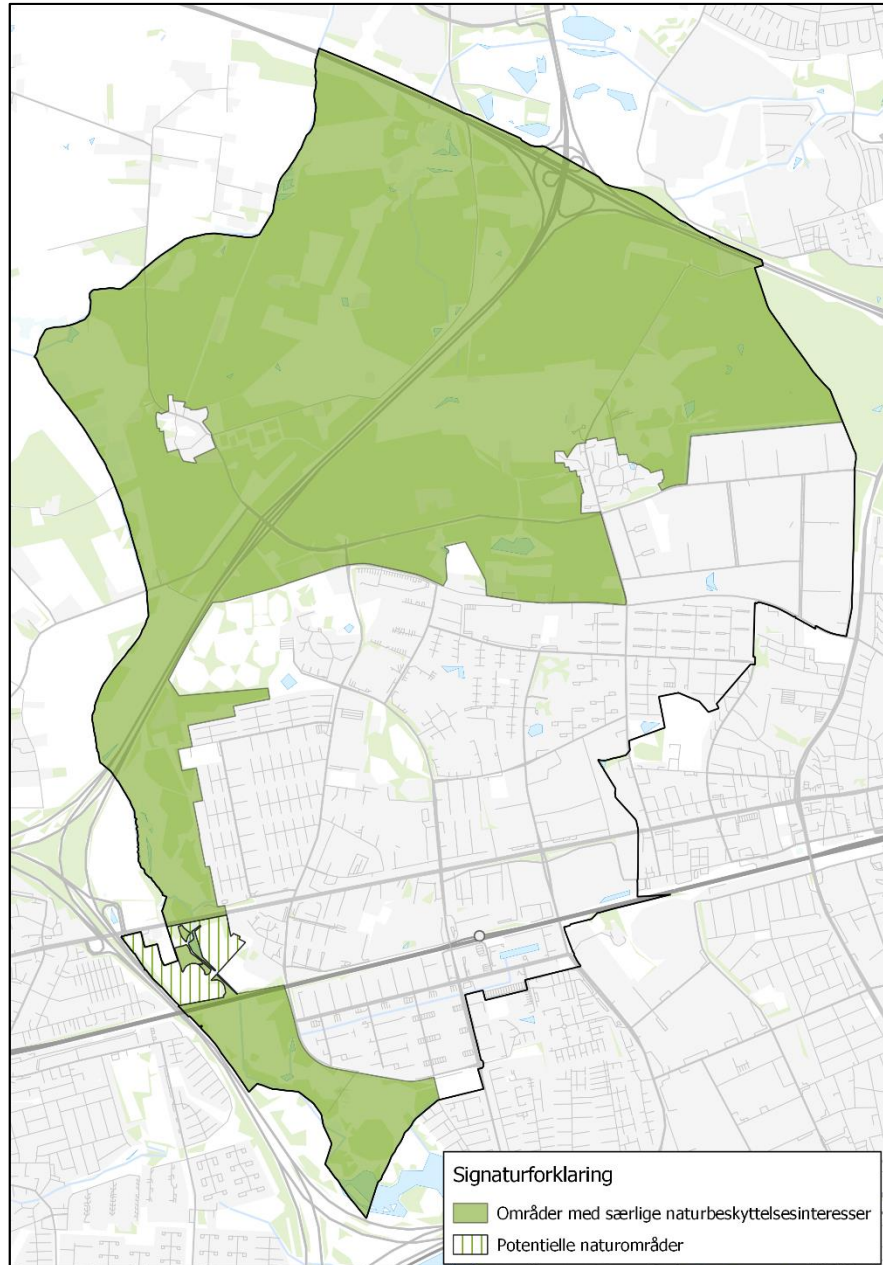 Signaturforklaring
Områder med særlige naturbeskyttelsesinteresser
Potentielle naturområder